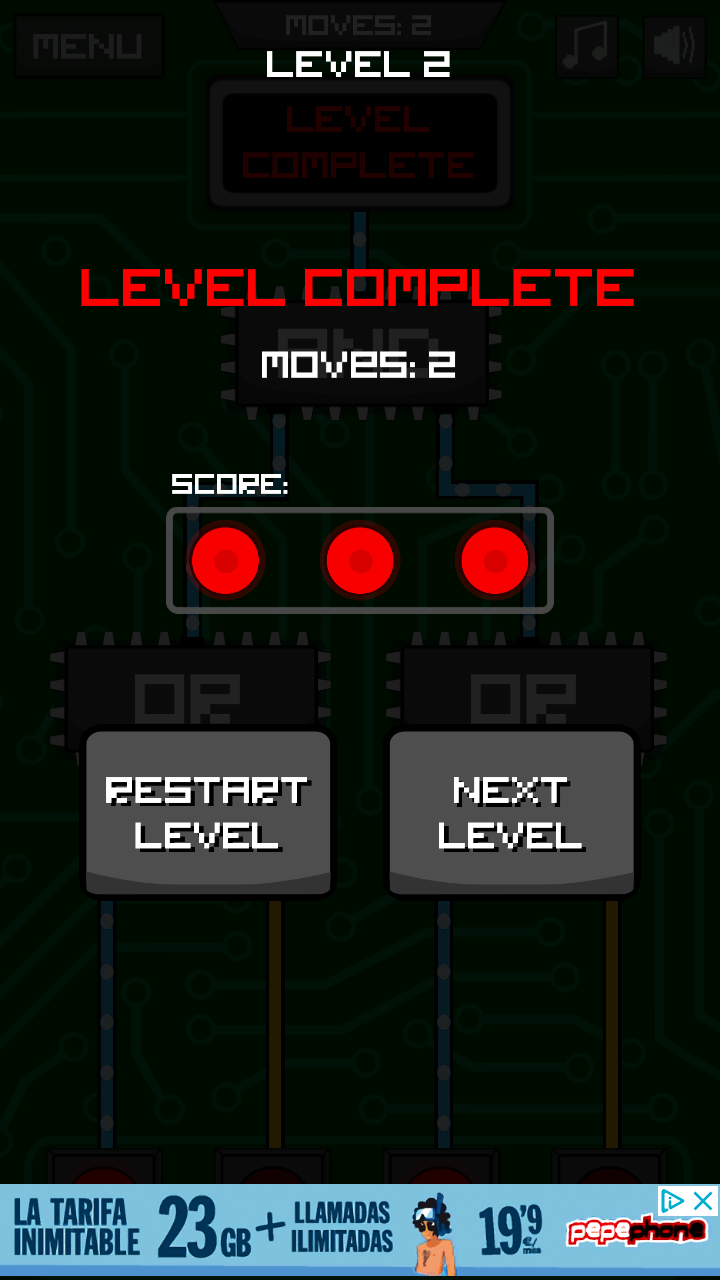 MENU
MOVES: 2
LEVEL 2
LEVEL
COMPLETE
LEVEL COMPLETE
AND
MOVES: 2
SCORE:
OR
OR
RESTART
LEVEL
NEXT
LEVEL
LA TARIFA
INIMITABLE
23GB
+
LLAMADAS
ILIMITADAS
19'9
€/mes
pepephone